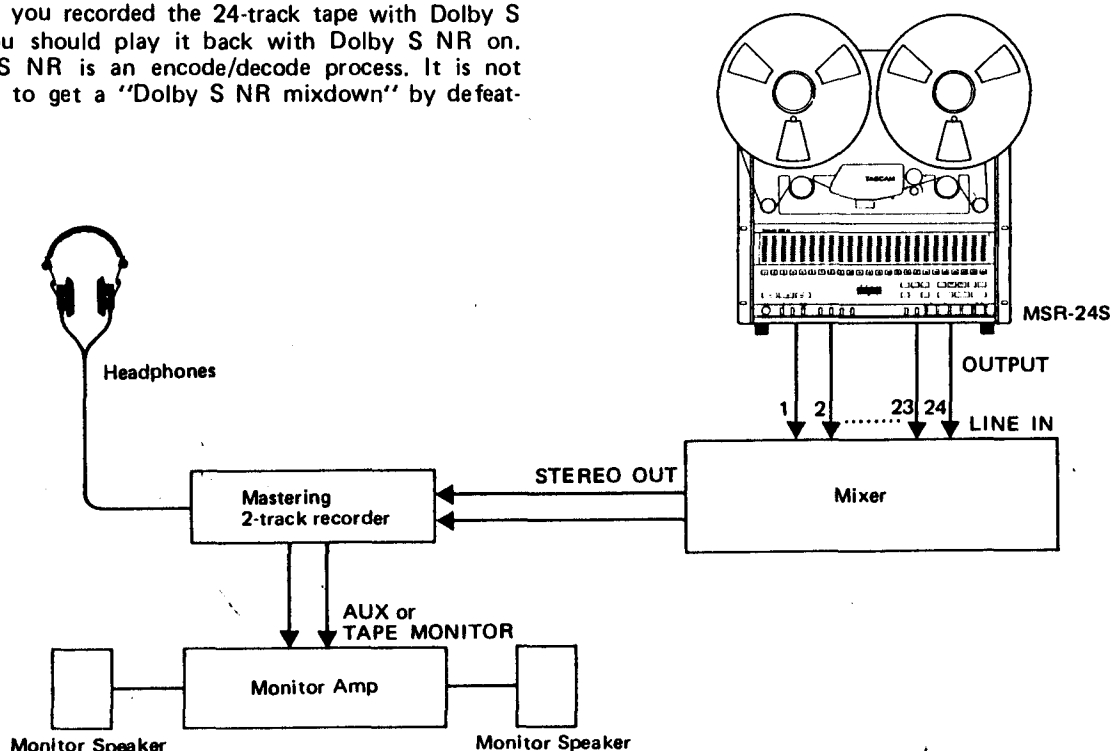 you recorded the 24-track tape with Dolby S
u should play it back with Dolby S NR on.
S NR is an encode/decode process. It is not
to get a "Dolby S NR mixdown" by defeat-
TASCAM
MSR-24S
Headphones
OUTPUT
1 2 ........ 23 24
LINE IN
STEREO OUT
Mixer
Mastering
2-track recorder
AUX or
TAPE MONITOR
Monitor Amp
Monitor Speaker
Monitor Speaker